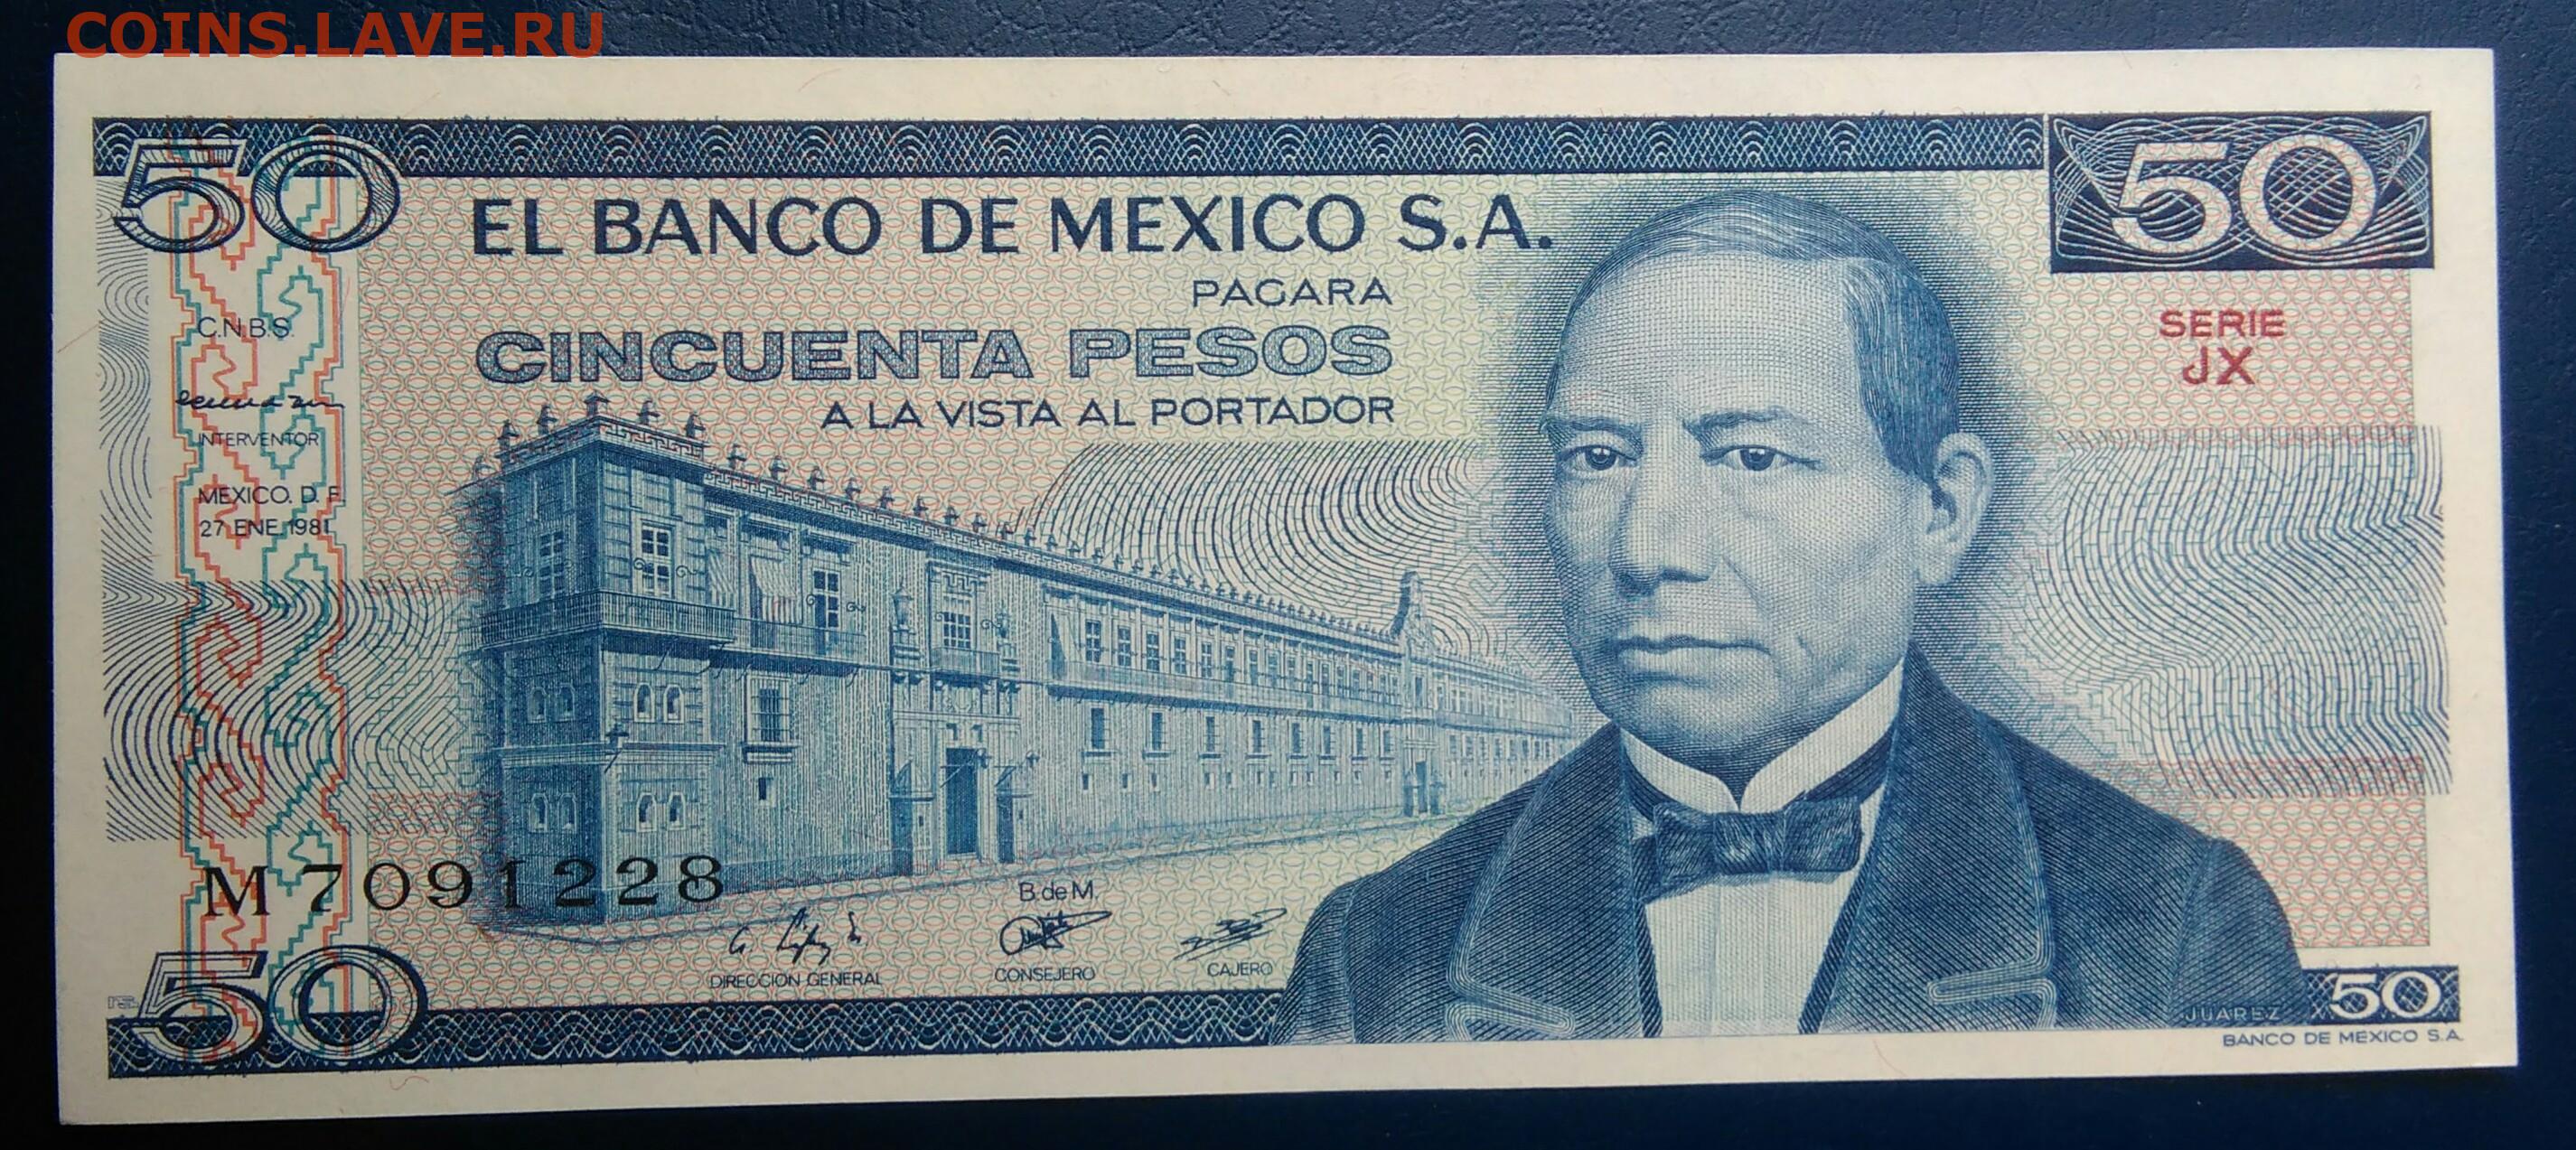 COINS.LAVE.RU
50
50
EL BANCO DE MEXICO S.A.
PAGARA
SERIE
JX
C.N.B.S.
CINCUENTA PESOS
A LA VISTA AL PORTADOR
INTERVENTOR
MEXICO. D. F.
27 ENE 1981
M7091228
B. de M.
DIRECCION GENERAL
CONSEJERO
CAJERO
50
50
JUAREZ
BANCO DE MEXICO S.A.